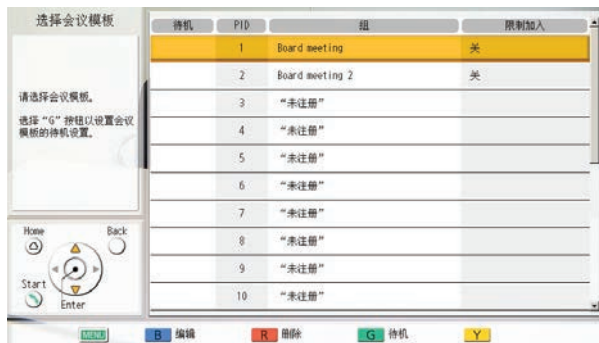 选择会议模板
待机 PID 组 限制加入
1 Board meeting 关
2 Board meeting 2 关
3 “未注册”
4 “未注册”
5 “未注册”
6 “未注册”
7 “未注册”
8 “未注册”
9 “未注册”
10 “未注册”
请选择会议模板。
选择“G”按钮以设置会议
模板的待机设置。
Home Back
Start
Enter
MENU B 编辑 R 删除 G 待机 Y